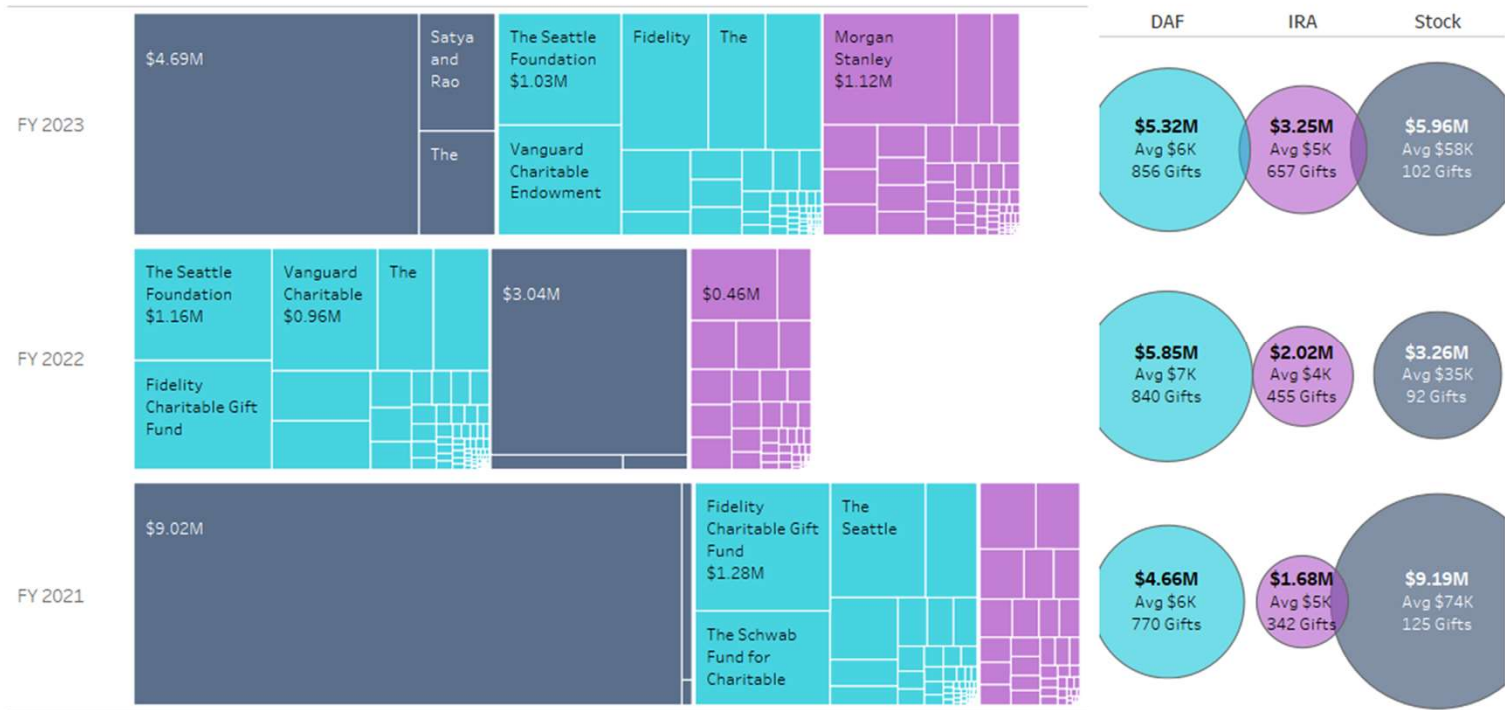 DAF
IRA
Stock
FY 2023
$4.69M
Satya
and
Rao
The
The Seattle
Foundation
$1.03M
Vanguard
Charitable
Endowment
Fidelity
The
Morgan
Stanley
$1.12M
$5.32M
Avg $6K
856 Gifts
$3.25M
Avg $5K
657 Gifts
$5.96M
Avg $58K
102 Gifts
FY 2022
The Seattle
Foundation
$1.16M
Fidelity
Charitable Gift
Fund
Vanguard
Charitable
$0.96M
The
$3.04M
$0.46M
$5.85M
Avg $7K
840 Gifts
$2.02M
Avg $4K
455 Gifts
$3.26M
Avg $35K
92 Gifts
FY 2021
$9.02M
Fidelity
Charitable Gift
Fund
$1.28M
The Schwab
Fund for
Charitable
The
Seattle
$4.66M
Avg $6K
770 Gifts
$1.68M
Avg $5K
342 Gifts
$9.19M
Avg $74K
125 Gifts